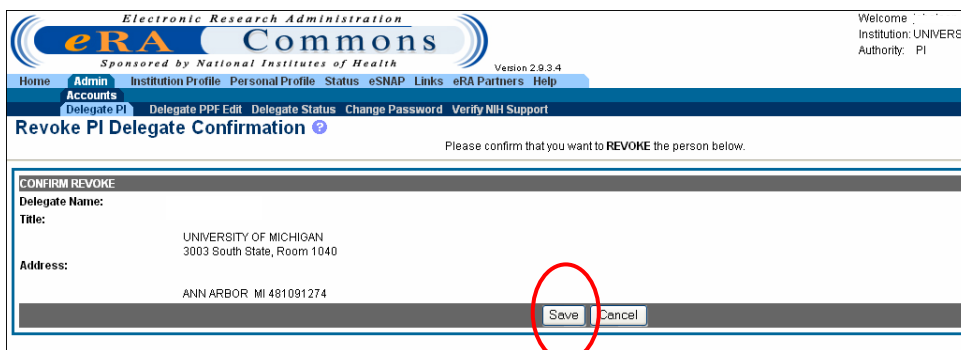 Electronic Research Administration
eRA Commons
Sponsored by National Institutes of Health
Version 2.9.3.4
Welcome
Institution: UNIVERS
Authority: PI
Home Admin Institution Profile Personal Profile Status eSNAP Links eRA Partners Help
Accounts
Delegate PI Delegate PPF Edit Delegate Status Change Password Verify NIH Support
Revoke PI Delegate Confirmation ?
Please confirm that you want to REVOKE the person below.
CONFIRM REVOKE
Delegate Name:
Title:
UNIVERSITY OF MICHIGAN
3003 South State, Room 1040
Address:
ANN ARBOR MI 481091274
Save Cancel